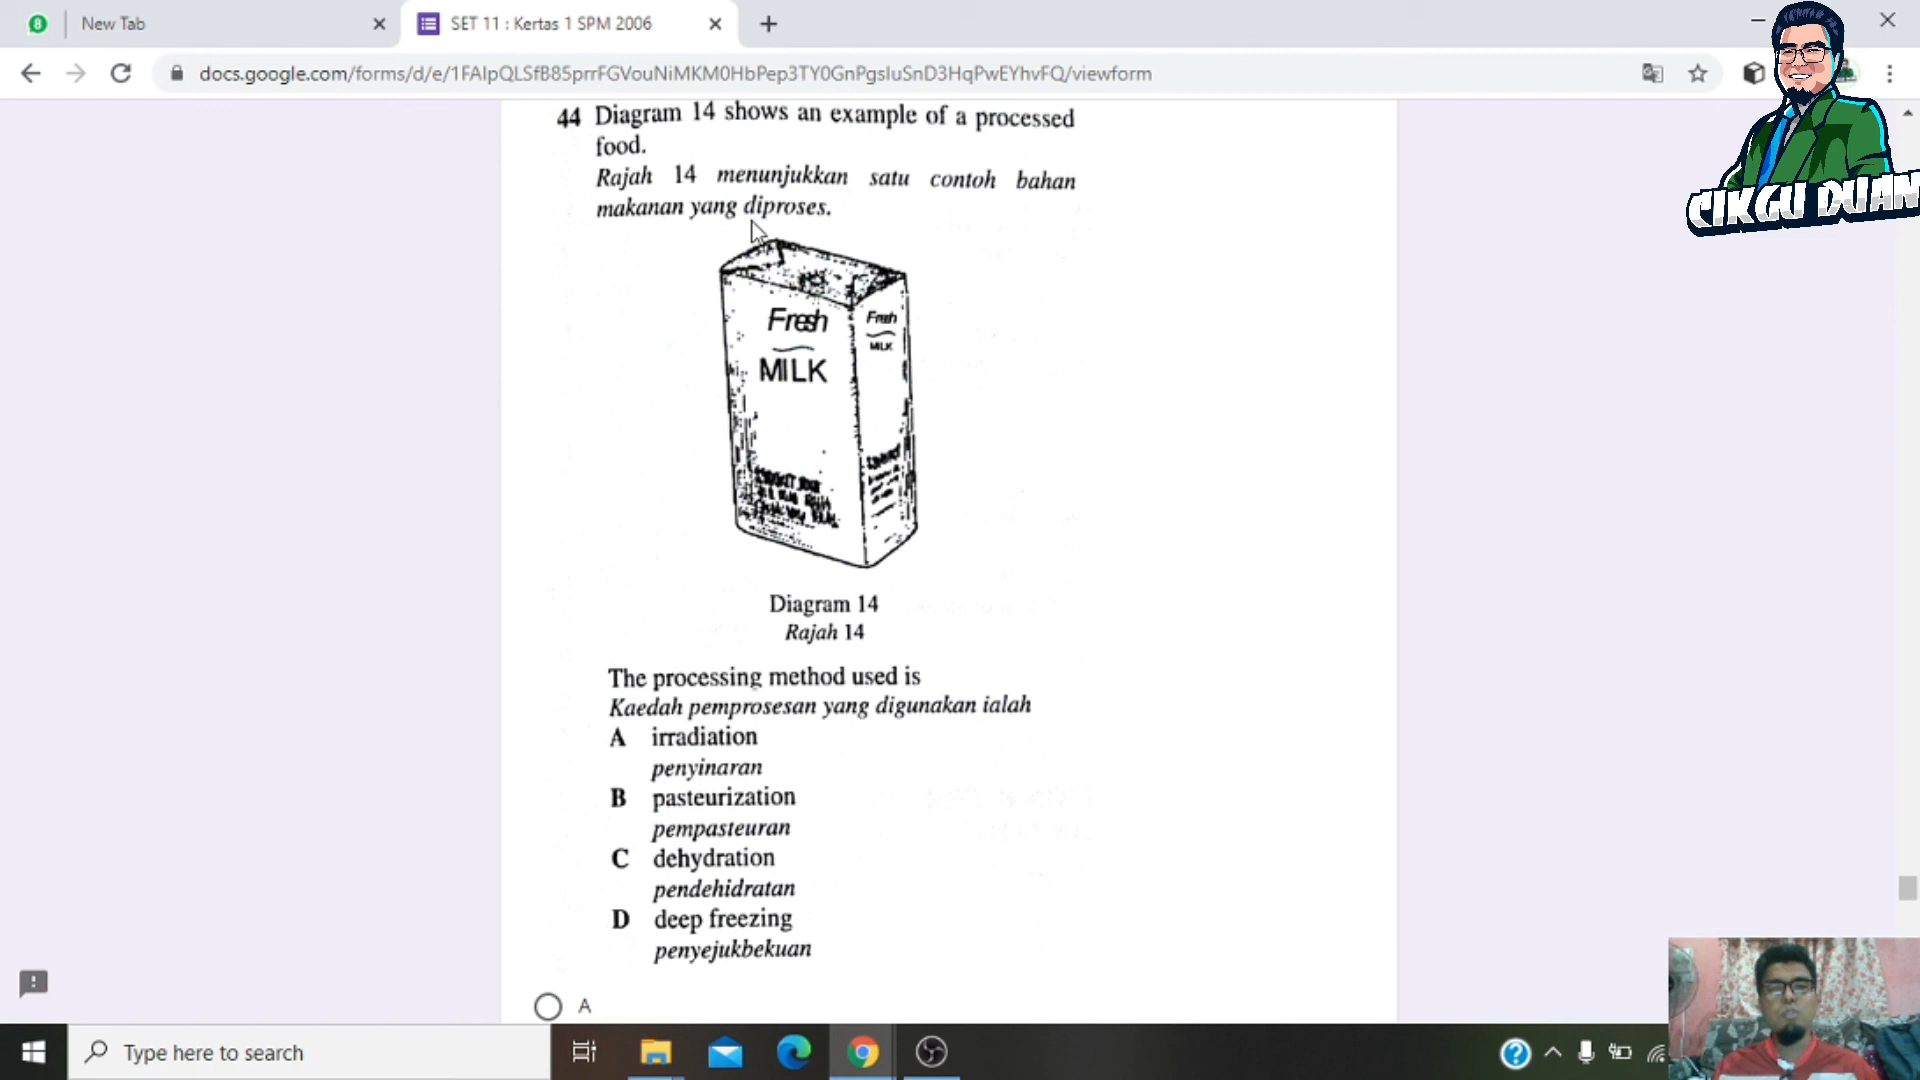 New Tab
SET 11 : Kertas 1 SPM 2006
docs.google.com/forms/d/e/1FAIpQLSfB85prrFGVouNiMKM0HbPep3TY0GnPgsluSnD3HqPwEYhvFQ/viewform
CIKGU DUAN
44 Diagram 14 shows an example of a processed
food.
Rajah 14 menunjukkan satu contoh bahan
makanan yang diproses.
Fresh
MILK
Fresh
MILK
Diagram 14
Rajah 14
The processing method used is
Kaedah pemprosesan yang digunakan ialah
A irradiation
penyinaran
B pasteurization
pempasteuran
C dehydration
pendehidratan
D deep freezing
penyejukbekuan
A
Type here to search